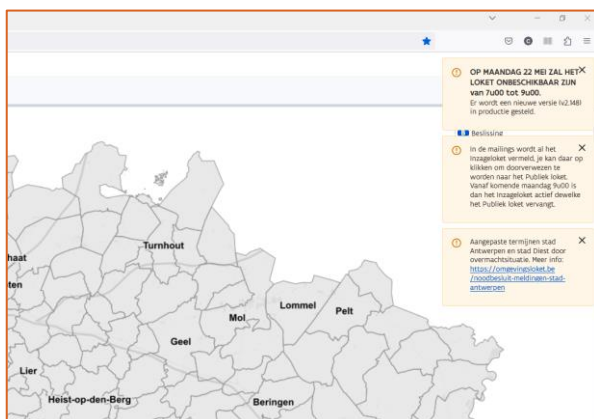 OP MAANDAG 22 MEI ZAL HET
LOKET ONBESCHIKBAAR ZIJN
van 7u00 tot 9u00.
Er wordt een nieuwe versie (v2.148)
in productie gesteld.
Beslissing
In de mailings wordt al het
Inzageloket vermeld, je kan daar op
klikken om doorverwezen te
worden naar het Publiek loket.
Vanaf komende maandag 9u00 is
dan het Inzageloket actief dewelke
het Publiek loket vervangt.
Aangepaste termijnen stad
Antwerpen en stad Diest door
overmachtsituatie. Meer info:
https://omgevingsloket.be
/noodbesluit-meldingen-stad-
antwerpen
Turnhout
haat
ten
Lommel
Pelt
Mol
Geel
Lier
Heist-op-den-Berg
Beringen